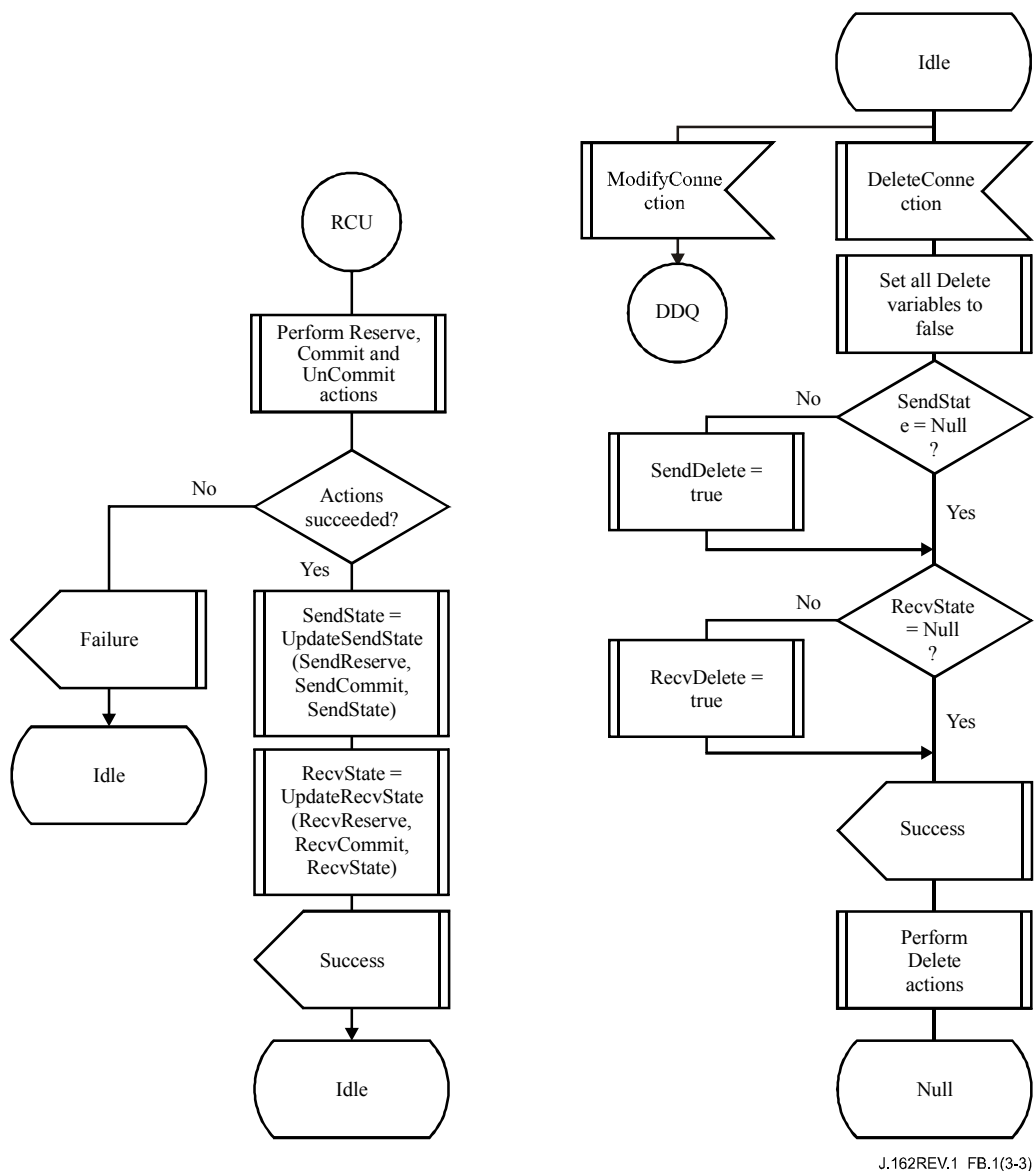 RCU
Perform Reserve,
Commit and
UnCommit
actions
Actions
succeeded?
No
Yes
Failure
Idle
SendState =
UpdateSendState
(SendReserve,
SendCommit,
SendState)
RecvState =
UpdateRecvState
(RecvReserve,
RecvCommit,
RecvState)
Success
Idle
Idle
ModifyConne
ction
DDQ
DeleteConne
ction
Set all Delete
variables to
false
SendStat
e = Null
?
No
SendDelete =
true
Yes
RecvState
= Null
?
No
RecvDelete =
true
Yes
Success
Perform
Delete
actions
Null
J.162REV.1_FB.1(3-3)